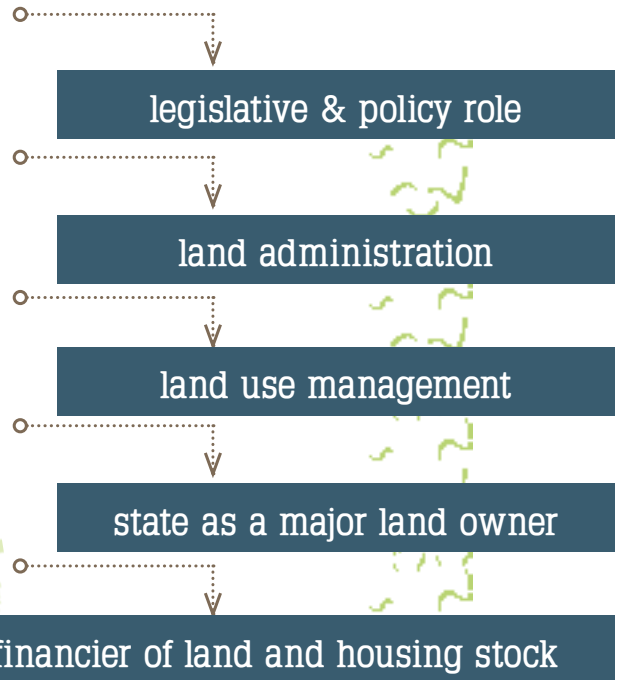 legislative & policy role
land administration
land use management
state as a major land owner
financier of land and housing stock